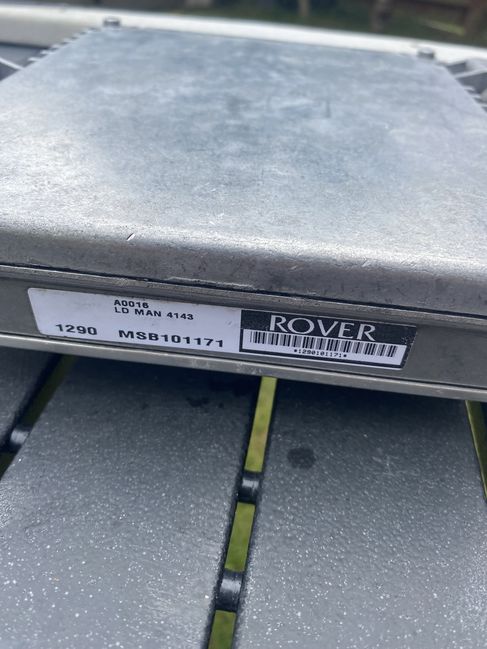 A0016
LD MAN 4143
1290 MSB101171
ROVER
*1290101171*